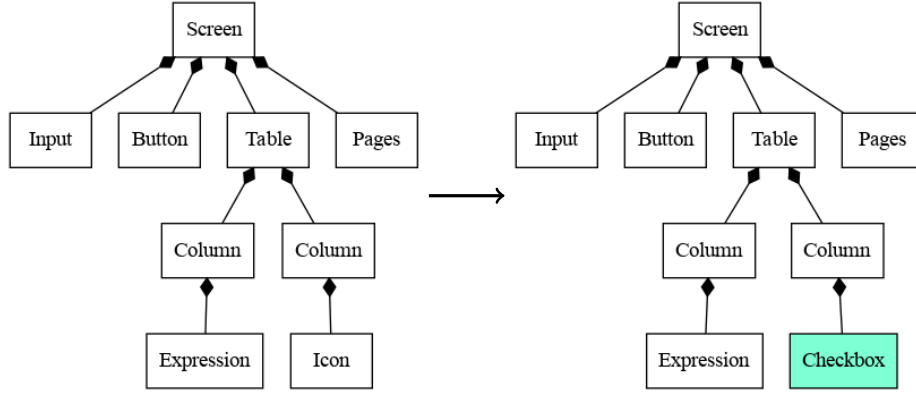 Screen
Input
Button
Table
Pages
Column
Column
Expression
Icon
Screen
Input
Button
Table
Pages
Column
Column
Expression
Checkbox